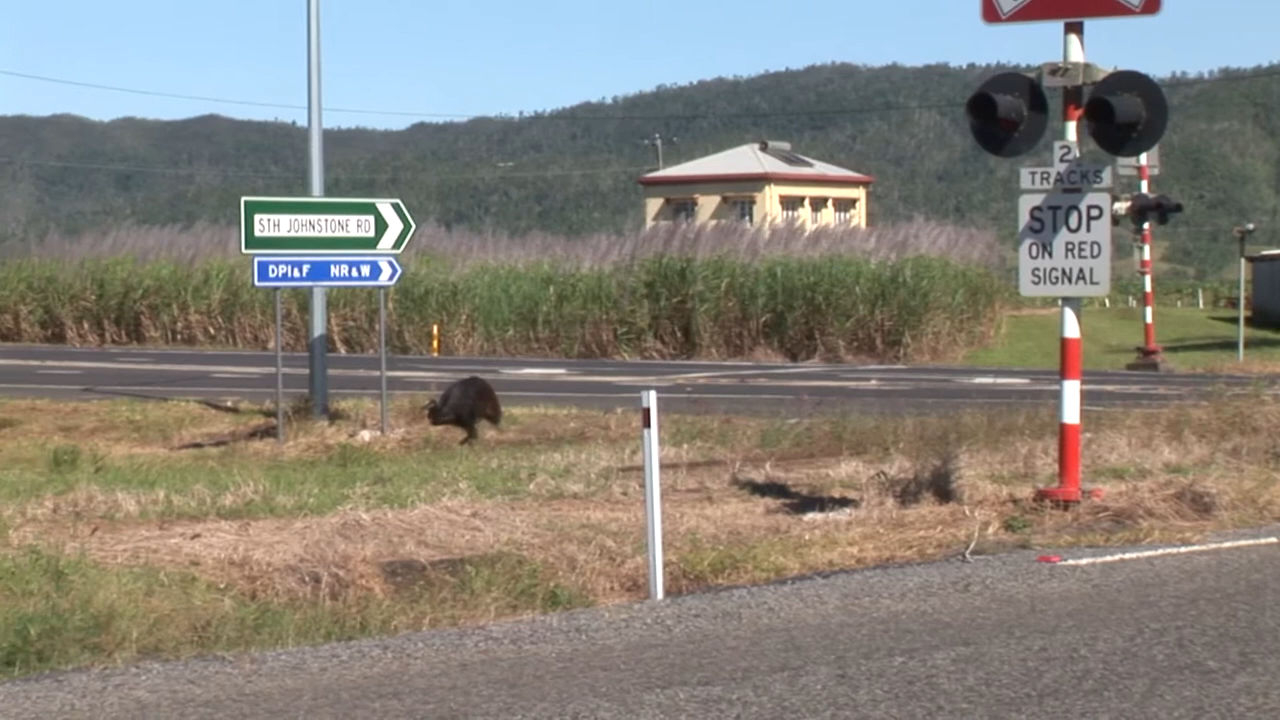 STH JOHNSTONE RD
DPI&F NR&W
2
TRACKS
STOP
ON RED
SIGNAL